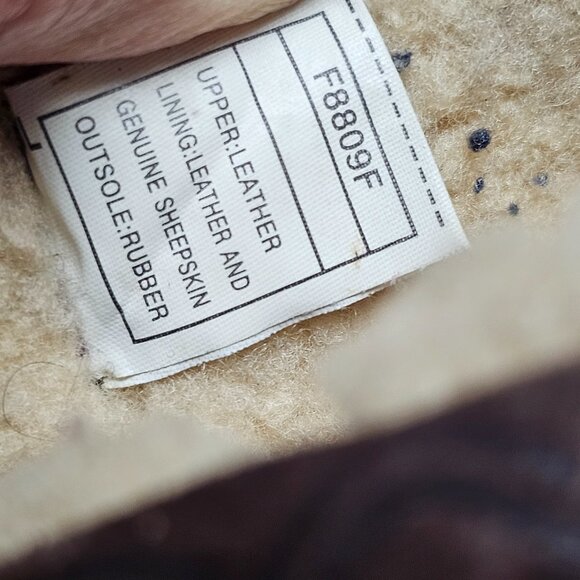 F8809F
UPPER:LEATHER
LINING:LEATHER AND
GENUINE SHEEPSKIN
OUTSOLE:RUBBER